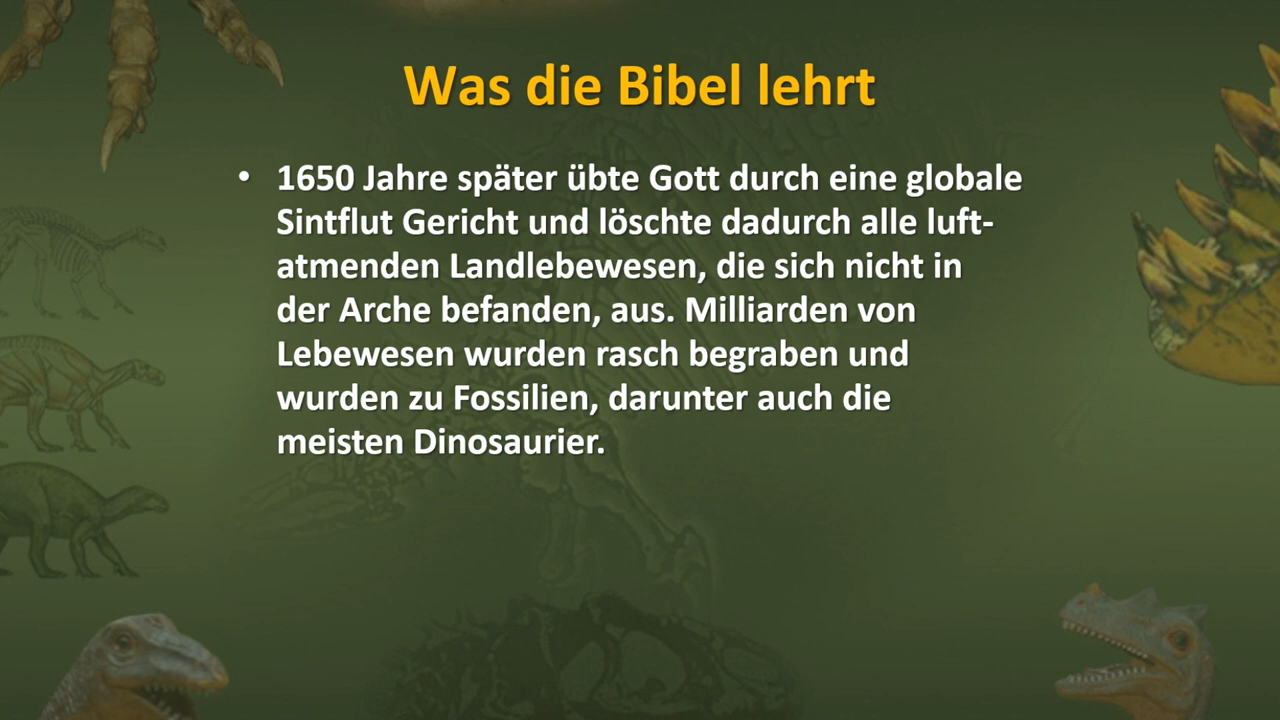 Was die Bibel lehrt
• 1650 Jahre später übte Gott durch eine globale
Sintflut Gericht und löschte dadurch alle luft-
atmenden Landlebewesen, die sich nicht in
der Arche befanden, aus. Milliarden von
Lebewesen wurden rasch begraben und
wurden zu Fossilien, darunter auch die
meisten Dinosaurier.